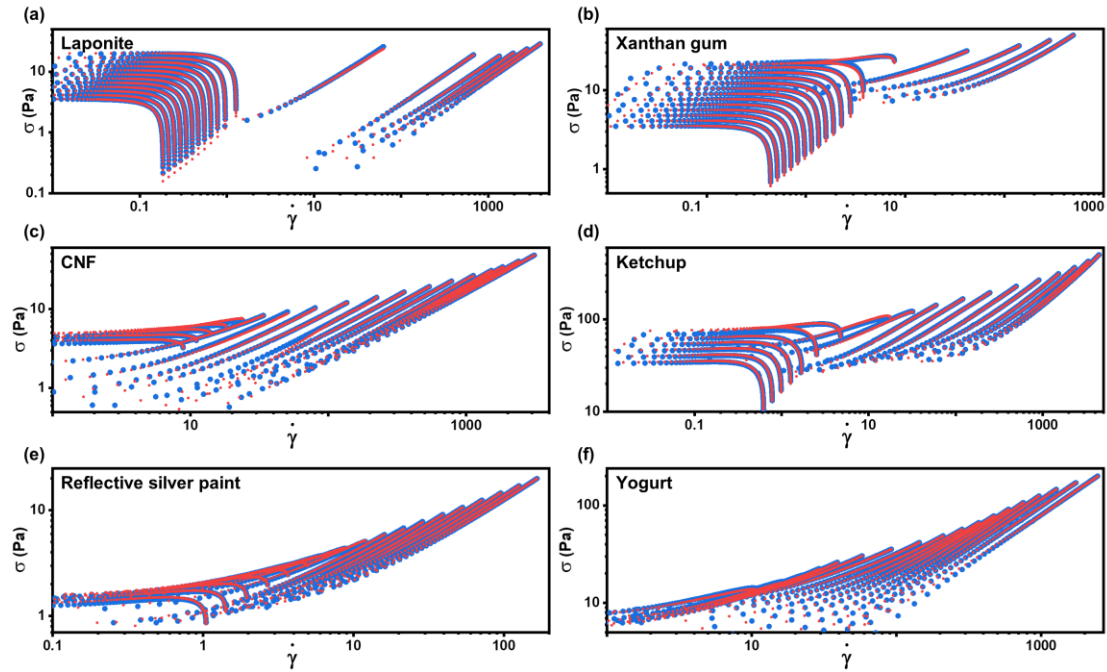 (a)
Laponite
σ (Pa)
10
1
0.1
0.1
10
1000
γ̇
(b)
Xanthan gum
σ (Pa)
10
1
0.1
10
1000
γ̇
(c)
CNF
σ (Pa)
10
1
10
1000
γ̇
(d)
Ketchup
σ (Pa)
100
10
0.1
10
1000
γ̇
(e)
Reflective silver paint
σ (Pa)
10
1
0.1
1
10
100
γ̇
(f)
Yogurt
σ (Pa)
100
10
1000
γ̇